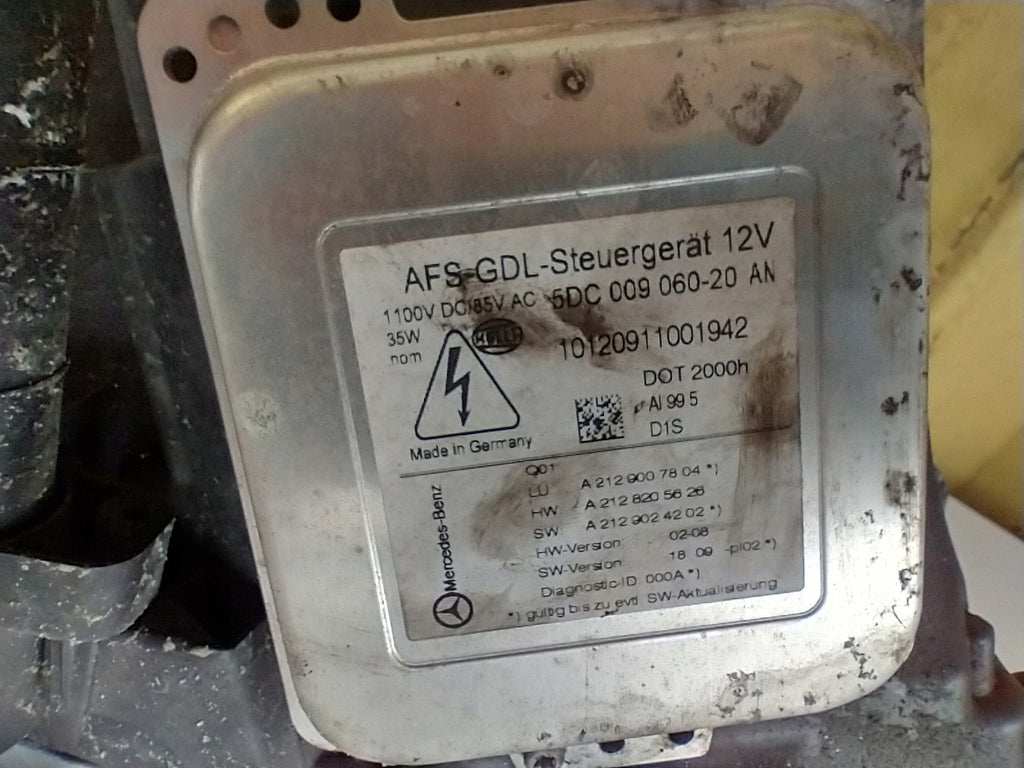 AFS-GDL-Steuergerät 12V
1100V DC/85V AC 5DC 009 060-20 AN
35W
nom
HELLA
10120911001942
DOT 2000h
AI 99 5
D1S
Made in Germany
Q01
LU A 212 900 78 04 *)
HW A 212 820 56 26
SW A 212 902 42 02 *)
HW-Version 02-08
SW-Version 18 09 -pl02 *)
Diagnostic-ID 000A *)
*) gültig bis zu evtl SW-Aktualisierung
Mercedes-Benz